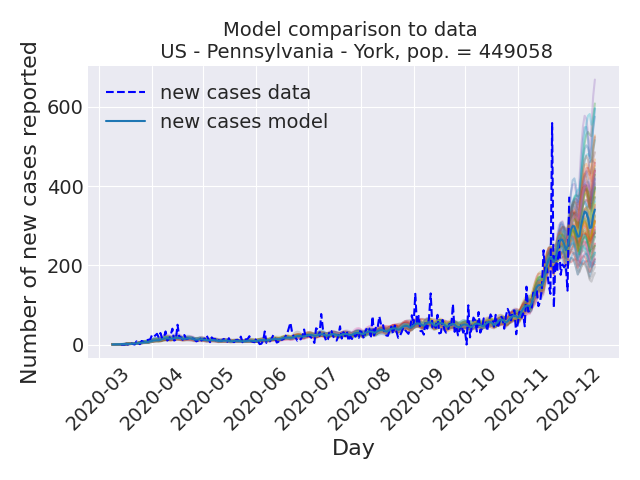 Model comparison to data
US - Pennsylvania - York, pop. = 449058
Number of new cases reported
600
400
200
0
new cases data
new cases model
2020-03
2020-04
2020-05
2020-06
2020-07
2020-08
2020-09
2020-10
2020-11
2020-12
Day